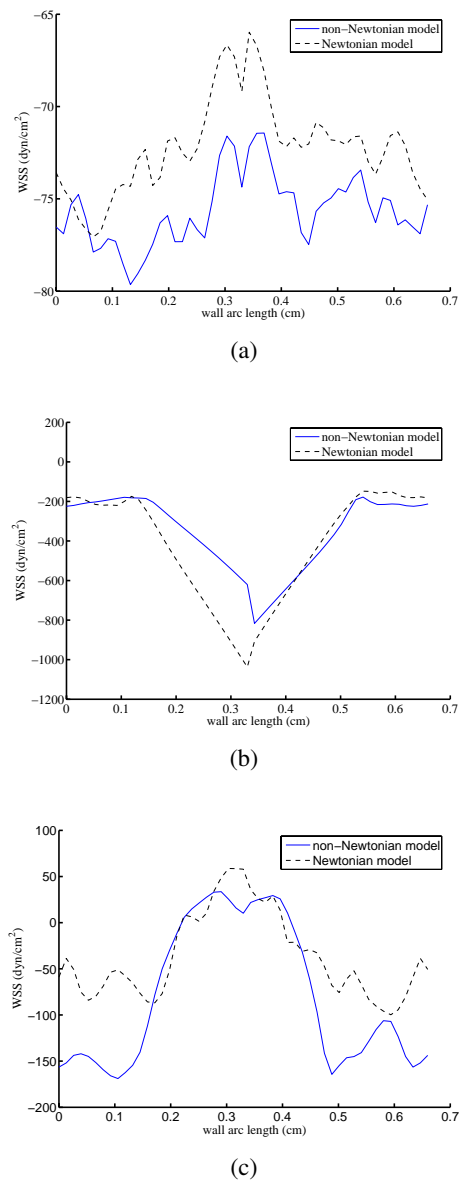 −65
−70
−75
−80
WSS (dyn/cm²)
non−Newtonian model
Newtonian model
0 0.1 0.2 0.3 0.4 0.5 0.6 0.7
wall arc length (cm)
(a)
200
0
−200
−400
−600
−800
−1000
−1200
WSS (dyn/cm²)
non−Newtonian model
Newtonian model
0 0.1 0.2 0.3 0.4 0.5 0.6 0.7
wall arc length (cm)
(b)
100
50
0
−50
−100
−150
−200
WSS (dyn/cm²)
non−Newtonian model
Newtonian model
0 0.1 0.2 0.3 0.4 0.5 0.6 0.7
wall arc length (cm)
(c)